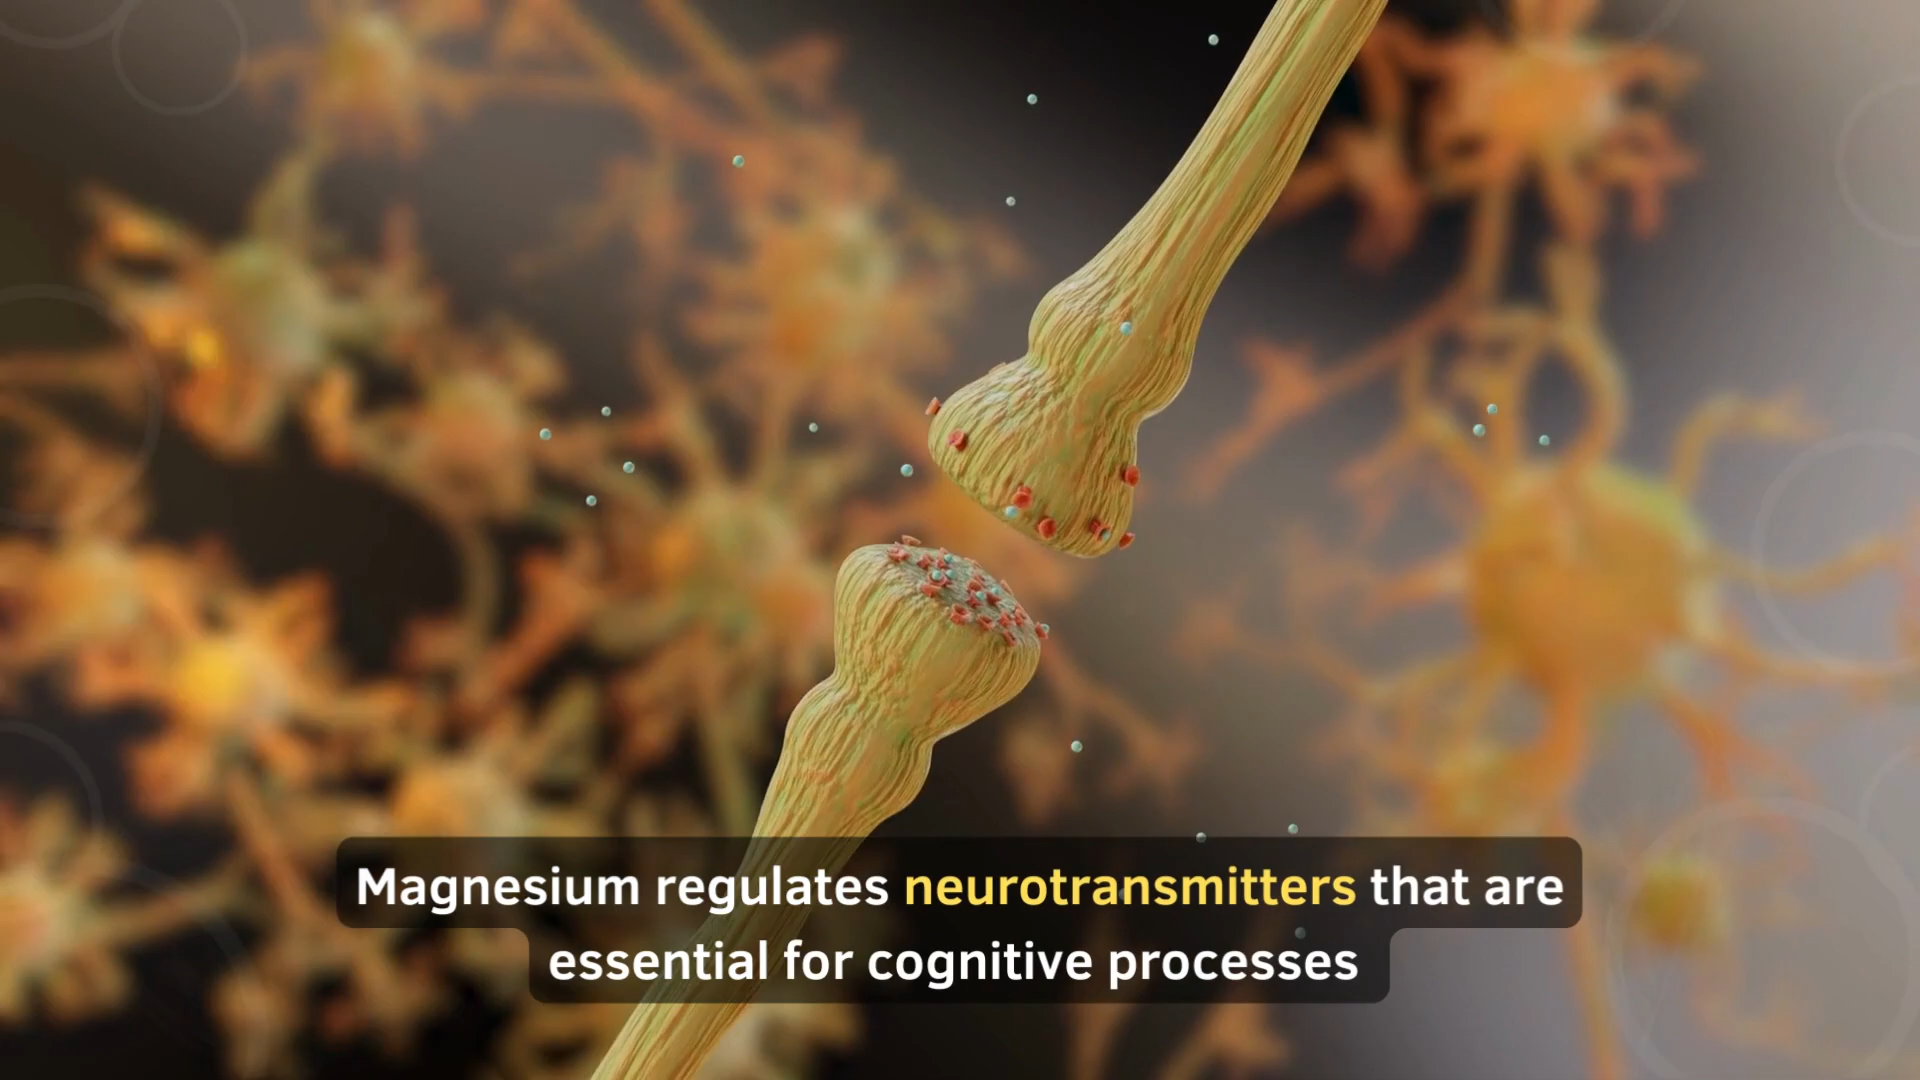 Magnesium regulates neurotransmitters that are
essential for cognitive processes